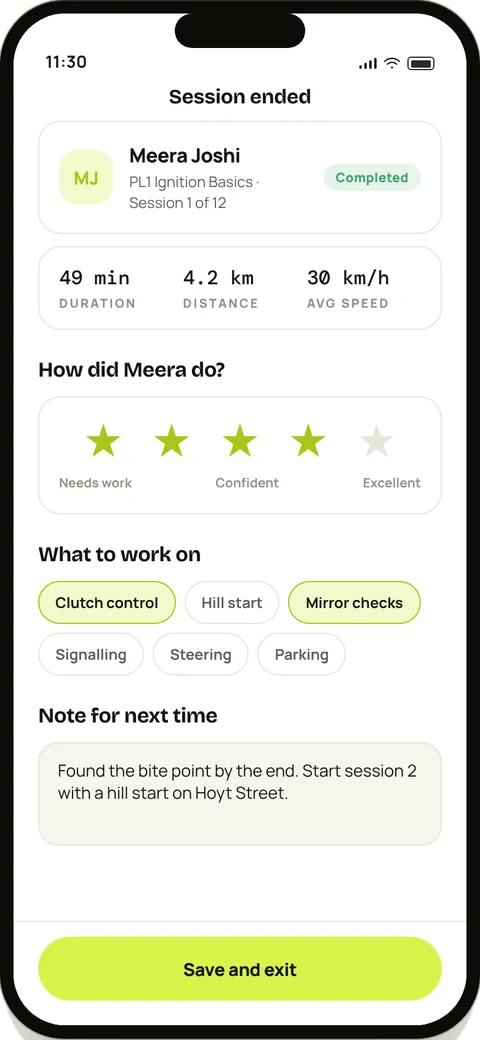 11:30
Session ended
MJ
Meera Joshi
PL1 Ignition Basics ·
Session 1 of 12
Completed
49 min
4.2 km
30 km/h
DURATION
DISTANCE
AVG SPEED
How did Meera do?
Needs work
Confident
Excellent
What to work on
Clutch control
Hill start
Mirror checks
Signalling
Steering
Parking
Note for next time
Found the bite point by the end. Start session 2
with a hill start on Hoyt Street.
Save and exit